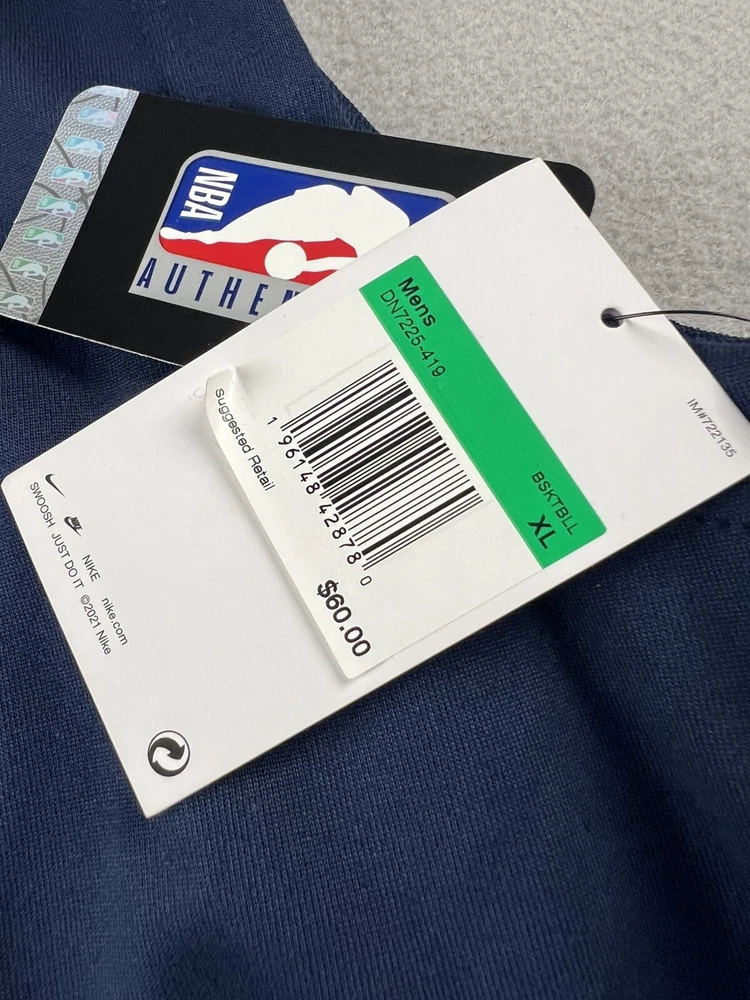 NBA
AUTHEN
Mens
DN7225-419
BSKTBLL
XL
1 96148 42878 0
Suggested Retail
$60.00
IM#722135
NIKE nike.com
SWOOSH JUST DO IT ©2021 Nike